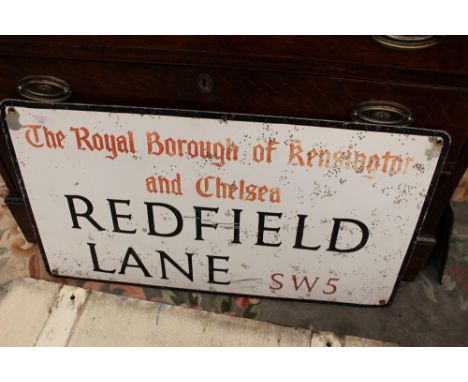 The Royal Borough of Kensington
and Chelsea
REDFIELD
LANE SW5